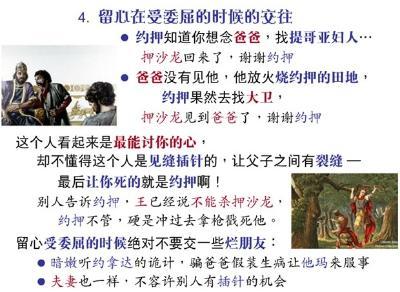 4. 留心在受委屈的时候的交往
● 约押知道你想念爸爸，找提哥亚妇人…
押沙龙回来了，谢谢约押
● 爸爸没有见他，他放火烧约押的田地，
约押果然去找大卫，
押沙龙见到爸爸了，谢谢约押
这个人看起来是最能讨你的心，
却不懂得这个人是见缝插针的，让父子之间有裂缝 —
最后让你死的就是约押啊！
别人告诉约押，王已经说不能杀押沙龙，
约押不管，硬是冲过去拿枪戳死他。
留心受委屈的时候绝对不要交一些烂朋友：
● 暗嫩听约拿达的诡计，骗爸爸假装生病让他玛来服事
● 夫妻也一样，不容许别人有插针的机会